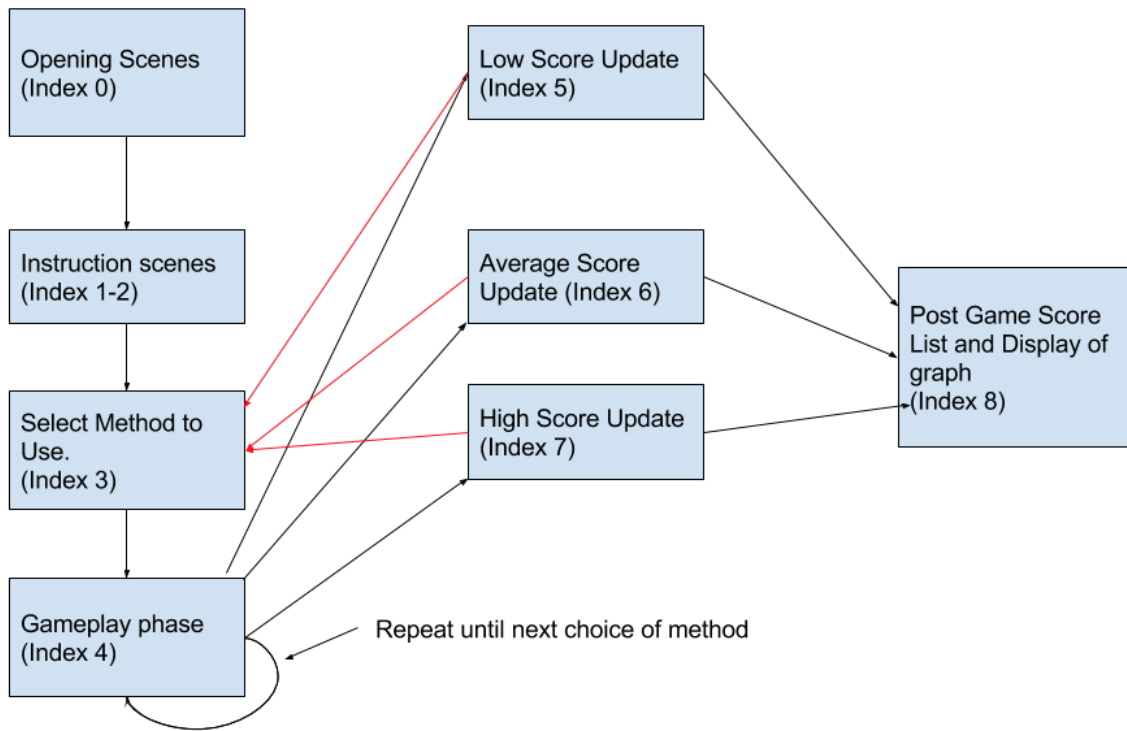 Opening Scenes
(Index 0)
Instruction scenes
(Index 1-2)
Select Method to
Use.
(Index 3)
Gameplay phase
(Index 4)
Low Score Update
(Index 5)
Average Score
Update (Index 6)
High Score Update
(Index 7)
Repeat until next choice of method
Post Game Score
List and Display of
graph
(Index 8)